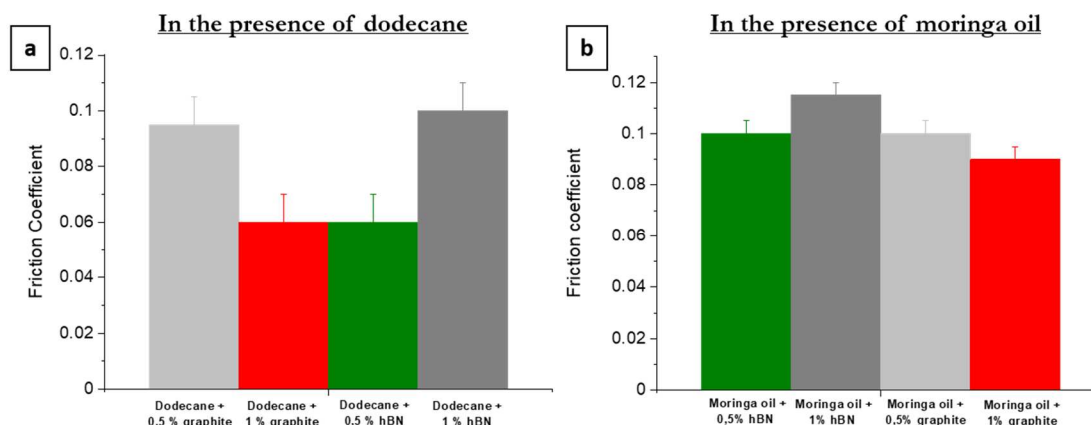 In the presence of dodecane
a
0.12
0.1
0.08
0.06
0.04
0.02
0
Friction Coefficient
Dodecane +
0.5 % graphite
Dodecane +
1 % graphite
Dodecane +
0.5 % hBN
Dodecane +
1 % hBN
In the presence of moringa oil
b
0.12
0.1
0.08
0.06
0.04
0.02
0
Friction coefficient
Moringa oil +
0,5% hBN
Moringa oil +
1% hBN
Moringa oil +
0,5% graphite
Moringa oil +
1% graphite